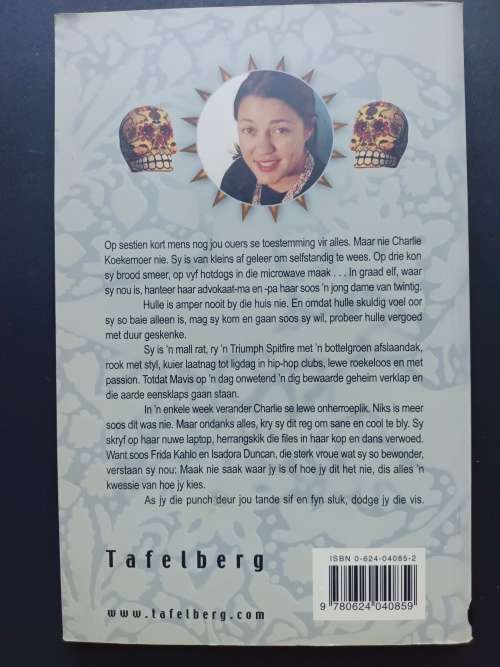 Op sestien kort mens nog jou ouers se toestemming vir alles. Maar nie Charlie
Koekemoer nie. Sy is van kleins af geleer om selfstandig te wees. Op drie kon
sy brood smeer, op vyf hotdogs in die microwave maak . . . In graad elf, waar
sy nou is, hanteer haar advokaat-ma en -pa haar soos 'n jong dame van twintig.
Hulle is amper nooit by die huis nie. En omdat hulle skuldig voel oor
sy so baie alleen is, mag sy kom en gaan soos sy wil, probeer hulle vergoed
met duur geskenke.
Sy is 'n mall rat, ry 'n Triumph Spitfire met 'n bottelgroen afslaandak,
rook met styl, kuier laatnag tot ligdag in hip-hop clubs, lewe roekeloos en met
passion. Totdat Mavis op 'n dag onwetend 'n dig bewaarde geheim verklap en
die aarde eensklaps gaan staan.
In 'n enkele week verander Charlie se lewe onherroeplik. Niks is meer
soos dit was nie. Maar ondanks alles, kry sy dit reg om sane en cool te bly. Sy
skryf op haar nuwe laptop, herrangskik die files in haar kop en dans verwoed.
Want soos Frida Kahlo en Isadora Duncan, die sterk vroue wat sy so bewonder,
verstaan sy nou: Maak nie saak waar jy is of hoe jy dit het nie, dis alles 'n
kwessie van hoe jy kies.
As jy die punch deur jou tande sif en fyn sluk, dodge jy die vis.
ISBN 0-624-04085-2
Tafelberg
9 780624 040859
www.tafelberg.com